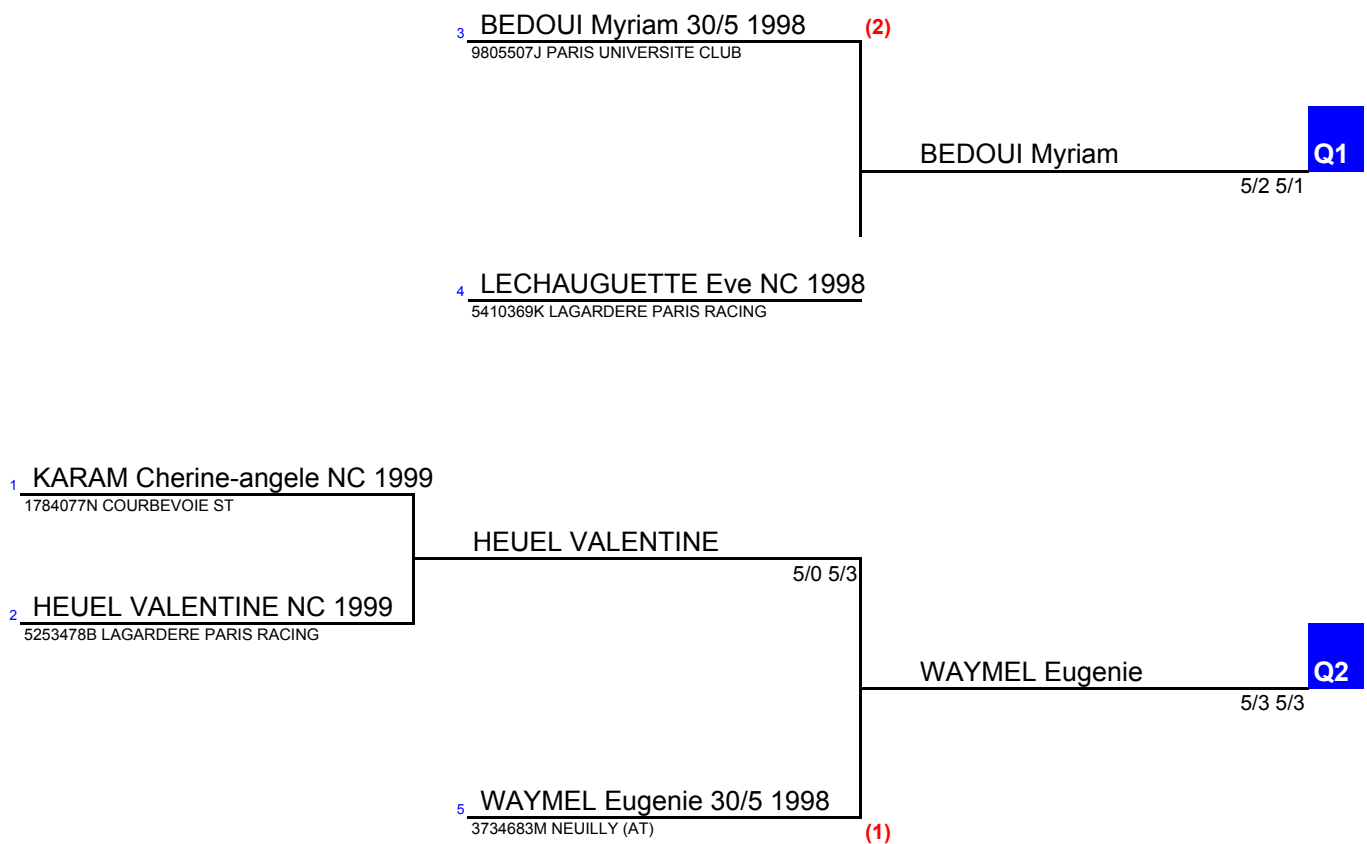 3 BEDOUI Myriam 30/5 1998 (2)
9805507J PARIS UNIVERSITE CLUB
BEDOUI Myriam Q1
5/2 5/1
4 LECHAUGUETTE Eve NC 1998
5410369K LAGARDERE PARIS RACING
1 KARAM Cherine-angele NC 1999
1784077N COURBEVOIE ST
HEUEL VALENTINE
5/0 5/3
2 HEUEL VALENTINE NC 1999
5253478B LAGARDERE PARIS RACING
WAYMEL Eugenie Q2
5/3 5/3
5 WAYMEL Eugenie 30/5 1998
3734683M NEUILLY (AT) (1)